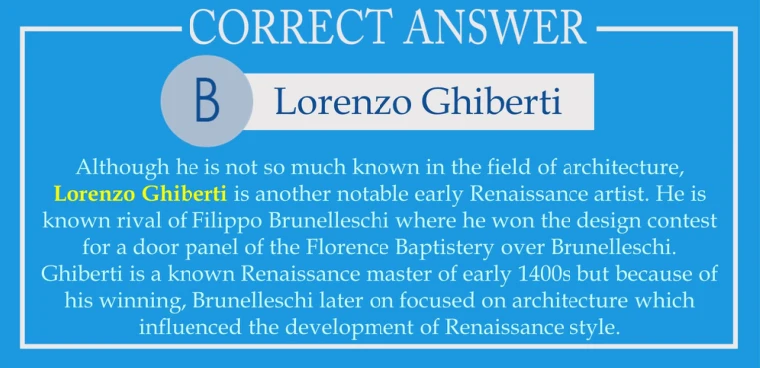 CORRECT ANSWER
B
Lorenzo Ghiberti
Although he is not so much known in the field of architecture,
Lorenzo Ghiberti is another notable early Renaissance artist. He is
known rival of Filippo Brunelleschi where he won the design contest
for a door panel of the Florence Baptistery over Brunelleschi.
Ghiberti is a known Renaissance master of early 1400s but because of
his winning, Brunelleschi later on focused on architecture which
influenced the development of Renaissance style.